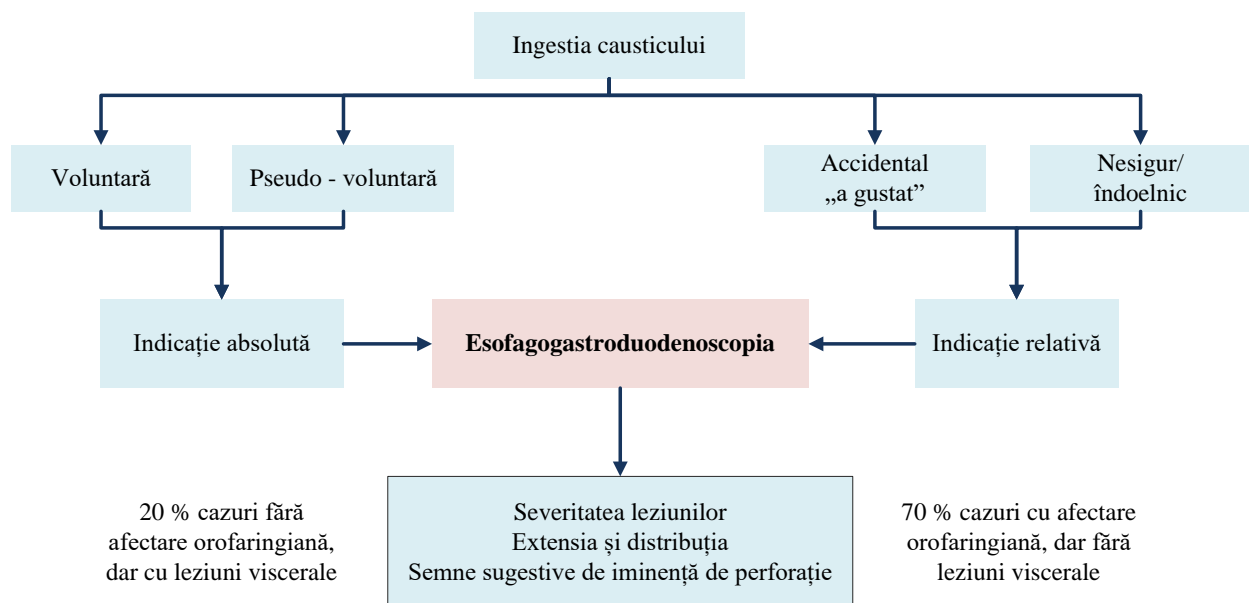 Ingestia causticului
Voluntară
Pseudo - voluntară
Accidental
„a gustat”
Nesigur/
îndoelnic
Indicație absolută
Esofagogastroduodenoscopia
Indicație relativă
20 % cazuri fără
afectare orofaringiană,
dar cu leziuni viscerale
Severitatea leziunilor
Extensia și distribuția
Semne sugestive de iminență de perforație
70 % cazuri cu afectare
orofaringiană, dar fără
leziuni viscerale